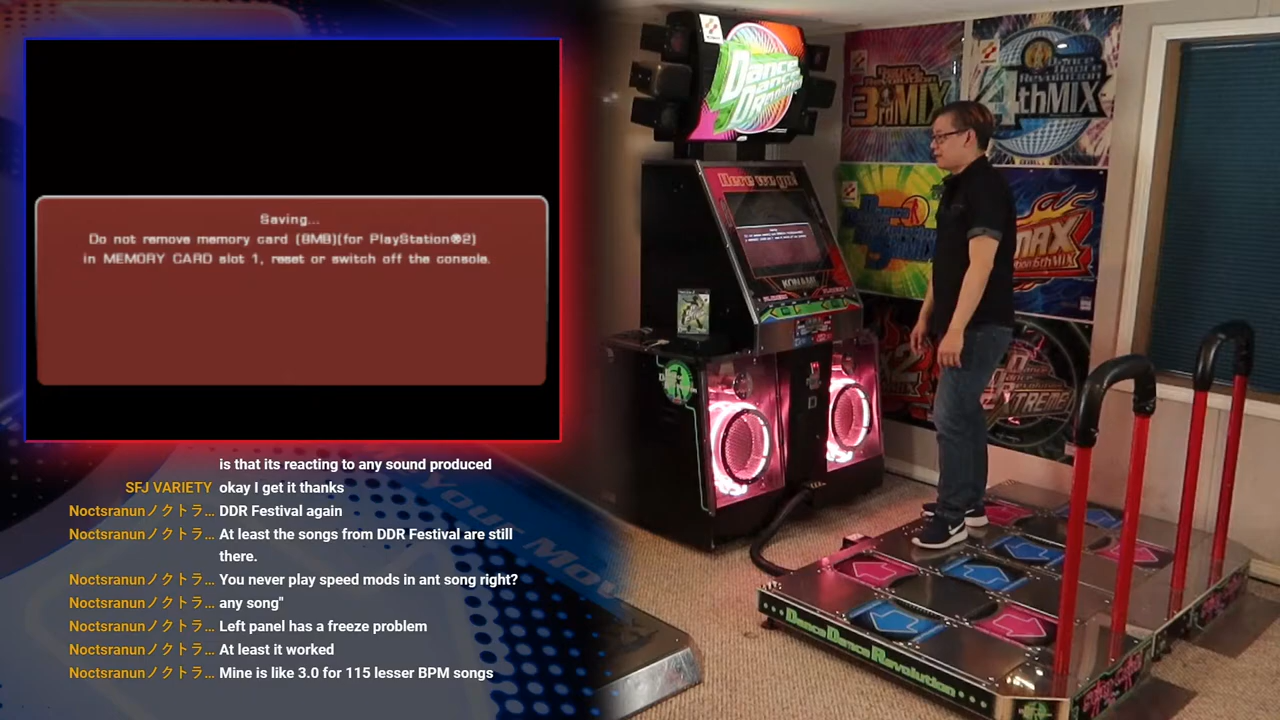 Saving...
Do not remove memory card (8MB)(for PlayStation®2)
in MEMORY CARD slot 1, reset or switch off the console.
is that its reacting to any sound produced
SFJ VARIETY okay I get it thanks
Noctsranunノクトラ... DDR Festival again
Noctsranunノクトラ... At least the songs from DDR Festival are still
there.
Noctsranunノクトラ... You never play speed mods in ant song right?
Noctsranunノクトラ... any song"
Noctsranunノクトラ... Left panel has a freeze problem
Noctsranunノクトラ... At least it worked
Noctsranunノクトラ... Mine is like 3.0 for 115 lesser BPM songs
Your Move
Dance
Dance
Revolution
Here we go!
KONAMI
3rdMIX
Dance Dance
Revolution
4thMIX
MAX
EXTREME
DanceDanceRevolution